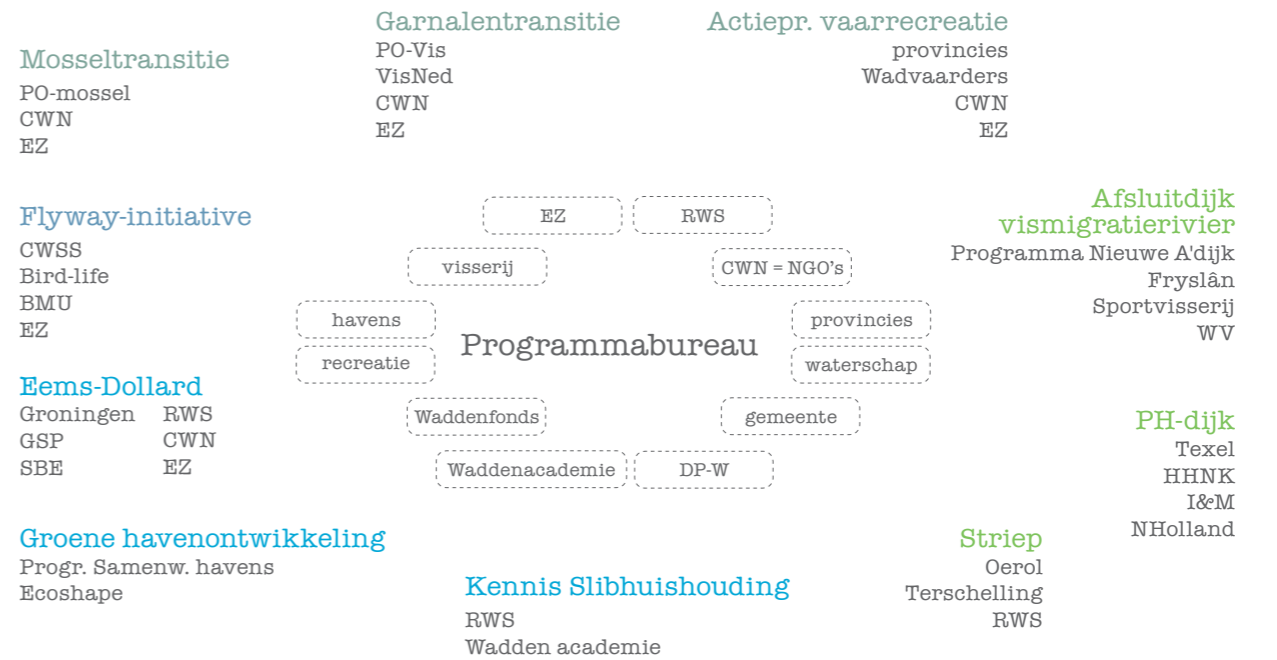 Mosseltransitie
PO-mossel
CWN
EZ
Garnalentransitie
PO-Vis
VisNed
CWN
EZ
Actiepr. vaarrecreatie
provincies
Wadvaarders
CWN
EZ
Flyway-initiative
CWSS
Bird-life
BMU
EZ
EZ
RWS
visserij
CWN = NGO's
havens
provincies
Programmabureau
recreatie
waterschap
Waddenfonds
gemeente
Waddenacademie
DP-W
Afsluitdijk
vismigratierivier
Programma Nieuwe A'dijk
Fryslân
Sportvisserij
WV
Eems-Dollard
Groningen RWS
GSP CWN
SBE EZ
PH-dijk
Texel
HHNK
I&M
NHolland
Groene havenontwikkeling
Progr. Samenw. havens
Ecoshape
Kennis Slibhuishouding
RWS
Wadden academie
Striep
Oerol
Terschelling
RWS